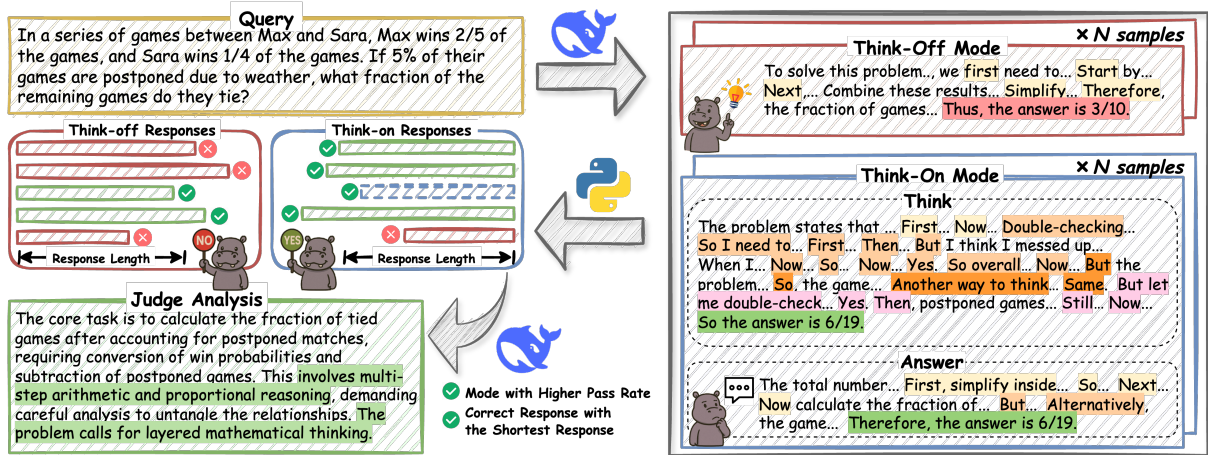 Query
In a series of games between Max and Sara, Max wins 2/5
of the games, and Sara wins 1/4 of the games. If 5% of their
games are postponed due to weather, what fraction of the
remaining games do they tie?
Think-off Responses
Response Length
NO
Think-on Responses
YES
Response Length
Judge Analysis
The core task is to calculate the fraction of tied
games after accounting for postponed matches,
requiring conversion of win probabilities and
subtraction of postponed games. This involves multi-
step arithmetic and proportional reasoning, demanding
careful analysis to untangle the relationships. The
problem calls for layered mathematical thinking.
Mode with Higher Pass Rate
Correct Response with
the Shortest Response
× N samples
Think-Off Mode
To solve this problem.., we first need to... Start by...
Next,... Combine these results... Simplify... Therefore,
the fraction of games... Thus, the answer is 3/10.
× N samples
Think-On Mode
Think
The problem states that ... First... Now... Double-checking...
So I need to... First... Then... But I think I messed up...
When I... Now... So... Now... Yes. So overall... Now... But the
problem... So, the game... Another way to think... Same. But let
me double-check... Yes. Then, postponed games... Still... Now...
So the answer is 6/19.
Answer
The total number... First, simplify inside... So... Next...
Now calculate the fraction of... But... Alternatively,
the game... Therefore, the answer is 6/19.